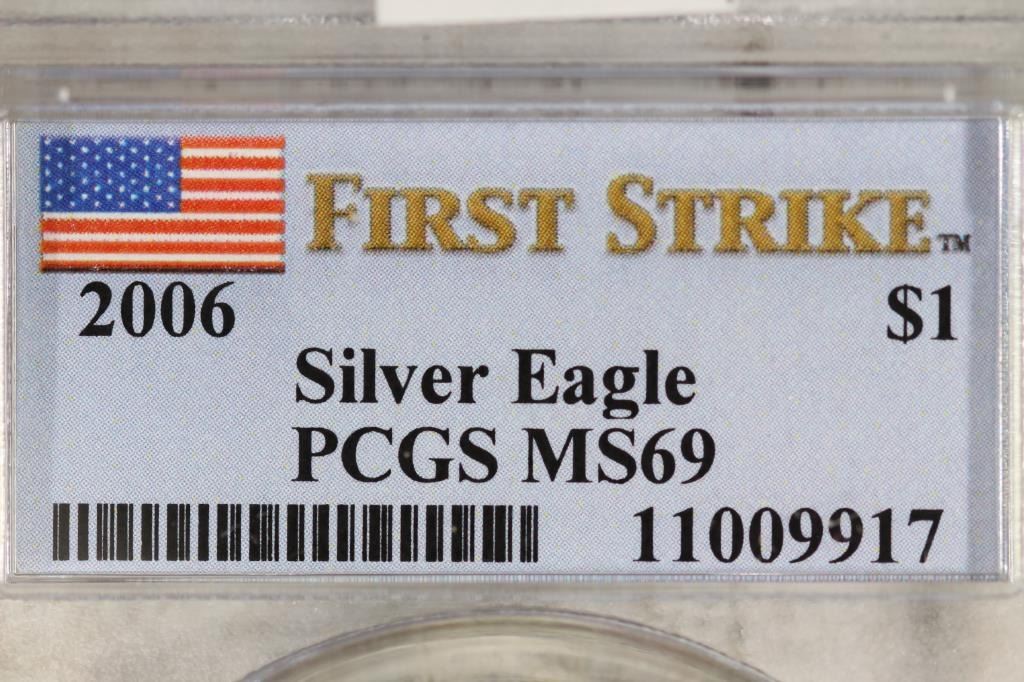 FIRST STRIKE™
2006 $1
Silver Eagle
PCGS MS69
11009917